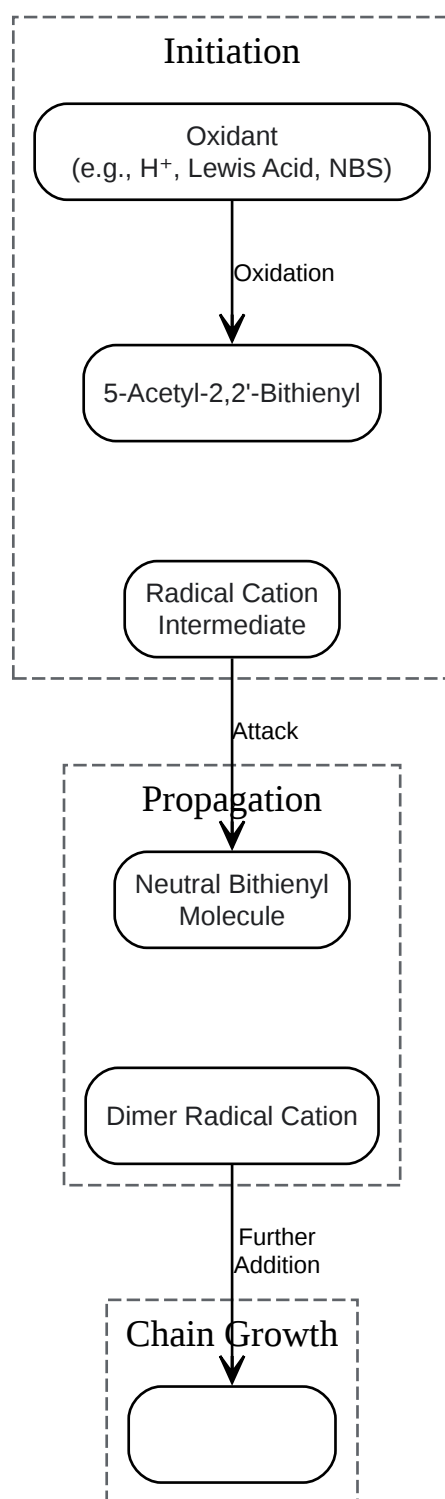 Initiation
Oxidant
(e.g., H⁺, Lewis Acid, NBS)
Oxidation
5-Acetyl-2,2'-Bithienyl
Radical Cation
Intermediate
Attack
Propagation
Neutral Bithienyl
Molecule
Dimer Radical Cation
Further
Addition
Chain Growth